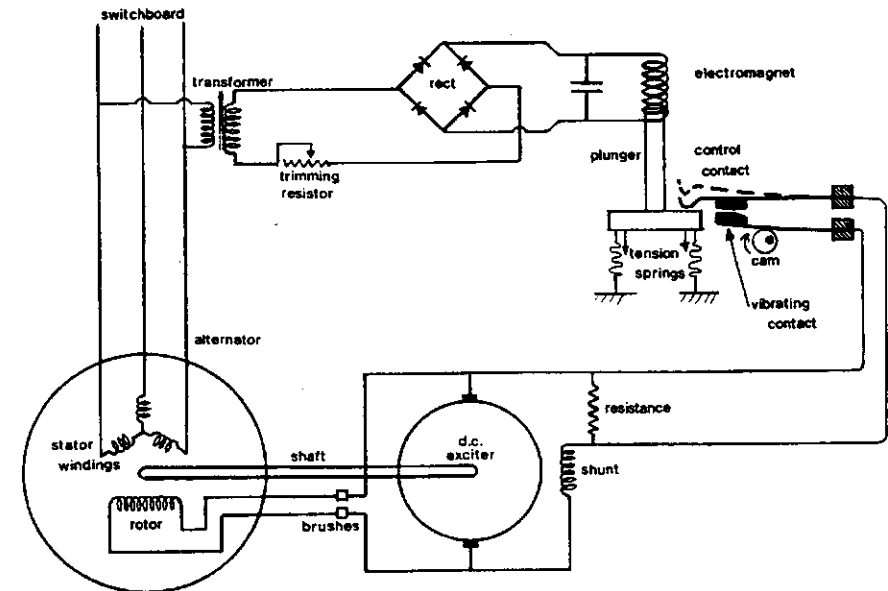 switchboard
transformer
rect
electromagnet
trimming
resistor
plunger
control
contact
tension
springs
cam
vibrating
contact
alternator
stator
windings
shaft
d.c.
exciter
resistance
shunt
rotor
brushes